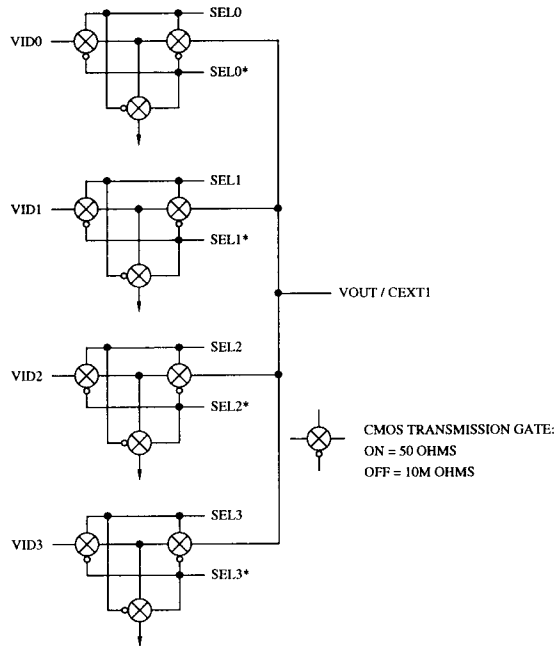 SEL0
VID0
SEL0*
SEL1
VID1
SEL1*
VOUT / CEXT1
SEL2
VID2
SEL2*
CMOS TRANSMISSION GATE:
ON = 50 OHMS
OFF = 10M OHMS
SEL3
VID3
SEL3*